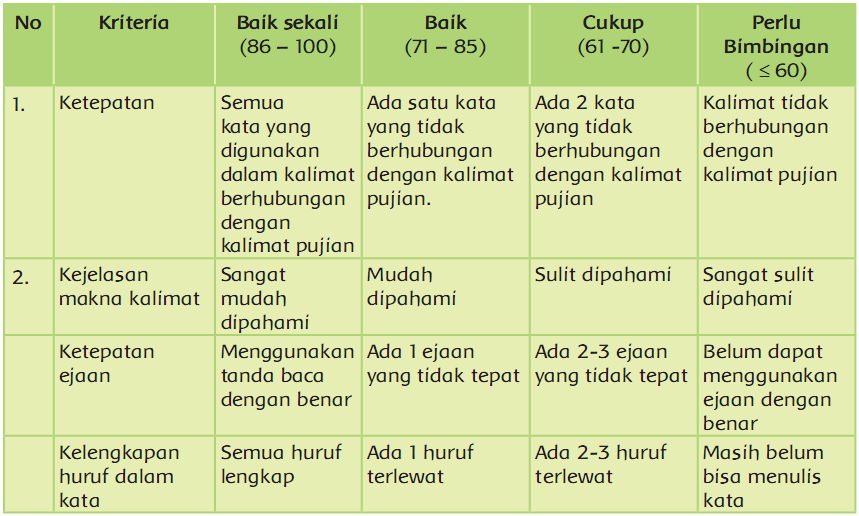 No
Kriteria
Baik sekali
(86 – 100)
Baik
(71 – 85)
Cukup
(61 -70)
Perlu
Bimbingan
( ≤ 60)
1.
Ketepatan
Semua
kata yang
digunakan
dalam kalimat
berhubungan
dengan
kalimat pujian
Ada satu kata
yang tidak
berhubungan
dengan kalimat
pujian.
Ada 2 kata
yang tidak
berhubungan
dengan kalimat
pujian
Kalimat tidak
berhubungan
dengan
kalimat pujian
2.
Kejelasan
makna kalimat
Sangat
mudah
dipahami
Mudah
dipahami
Sulit dipahami
Sangat sulit
dipahami
Ketepatan
ejaan
Menggunakan
tanda baca
dengan benar
Ada 1 ejaan
yang tidak tepat
Ada 2-3 ejaan
yang tidak tepat
Belum dapat
menggunakan
ejaan dengan
benar
Kelengkapan
huruf dalam
kata
Semua huruf
lengkap
Ada 1 huruf
terlewat
Ada 2-3 huruf
terlewat
Masih belum
bisa menulis
kata